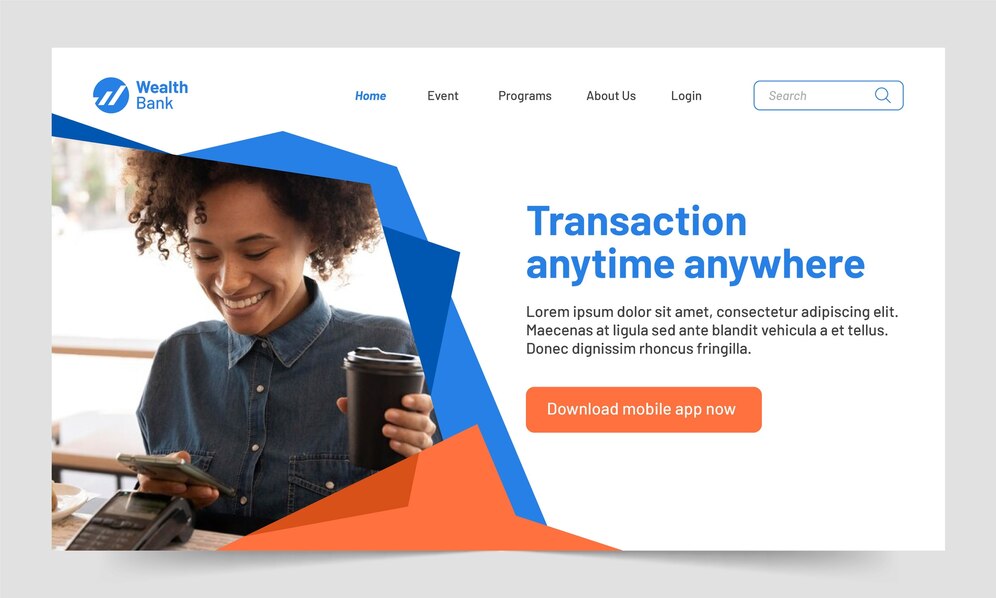 Wealth
Bank
Home
Event
Programs
About Us
Login
Search
Transaction
anytime anywhere
Lorem ipsum dolor sit amet, consectetur adipiscing elit.
Maecenas at ligula sed ante blandit vehicula a et tellus.
Donec dignissim rhoncus fringilla.
Download mobile app now